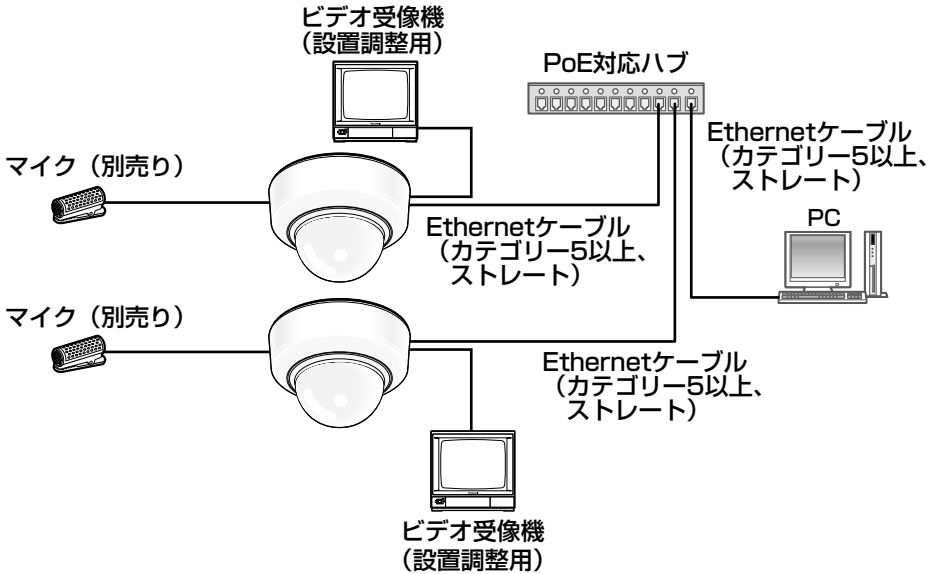 ビデオ受像機
（設置調整用）
PoE対応ハブ
Ethernetケーブル
（カテゴリー5以上、
ストレート）
マイク（別売り）
PC
Ethernetケーブル
（カテゴリー5以上、
ストレート）
マイク（別売り）
Ethernetケーブル
（カテゴリー5以上、
ストレート）
ビデオ受像機
（設置調整用）